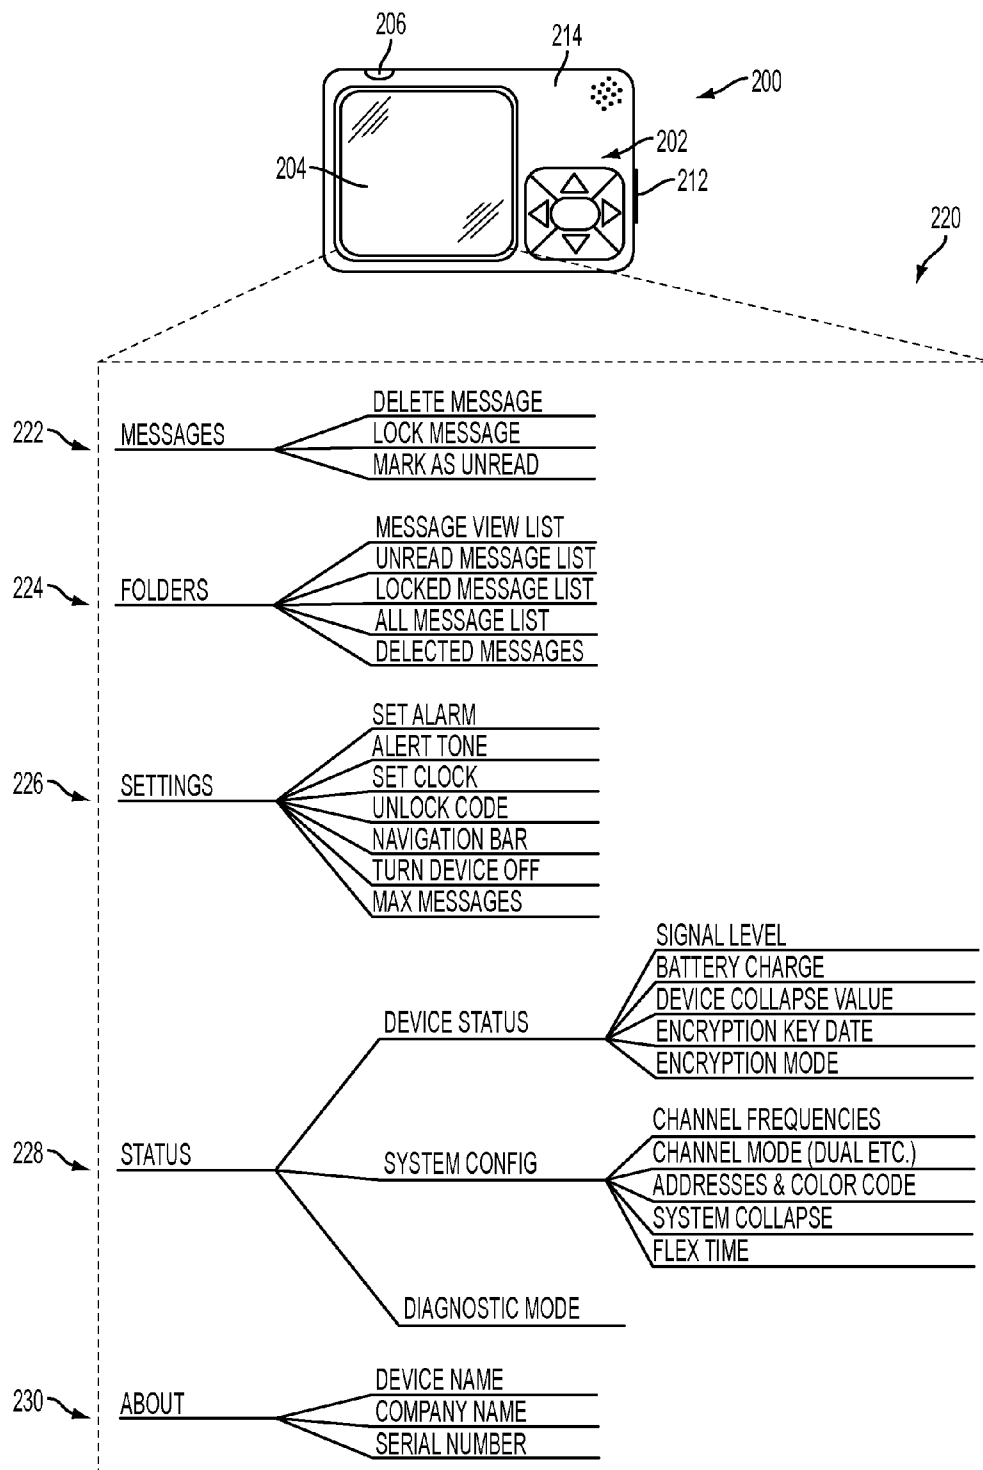 206
214
200
202
204
212
220
222
MESSAGES
DELETE MESSAGE
LOCK MESSAGE
MARK AS UNREAD
224
FOLDERS
MESSAGE VIEW LIST
UNREAD MESSAGE LIST
LOCKED MESSAGE LIST
ALL MESSAGE LIST
DELECTED MESSAGES
226
SETTINGS
SET ALARM
ALERT TONE
SET CLOCK
UNLOCK CODE
NAVIGATION BAR
TURN DEVICE OFF
MAX MESSAGES
228
STATUS
DEVICE STATUS
SIGNAL LEVEL
BATTERY CHARGE
DEVICE COLLAPSE VALUE
ENCRYPTION KEY DATE
ENCRYPTION MODE
SYSTEM CONFIG
CHANNEL FREQUENCIES
CHANNEL MODE (DUAL ETC.)
ADDRESSES & COLOR CODE
SYSTEM COLLAPSE
FLEX TIME
DIAGNOSTIC MODE
230
ABOUT
DEVICE NAME
COMPANY NAME
SERIAL NUMBER